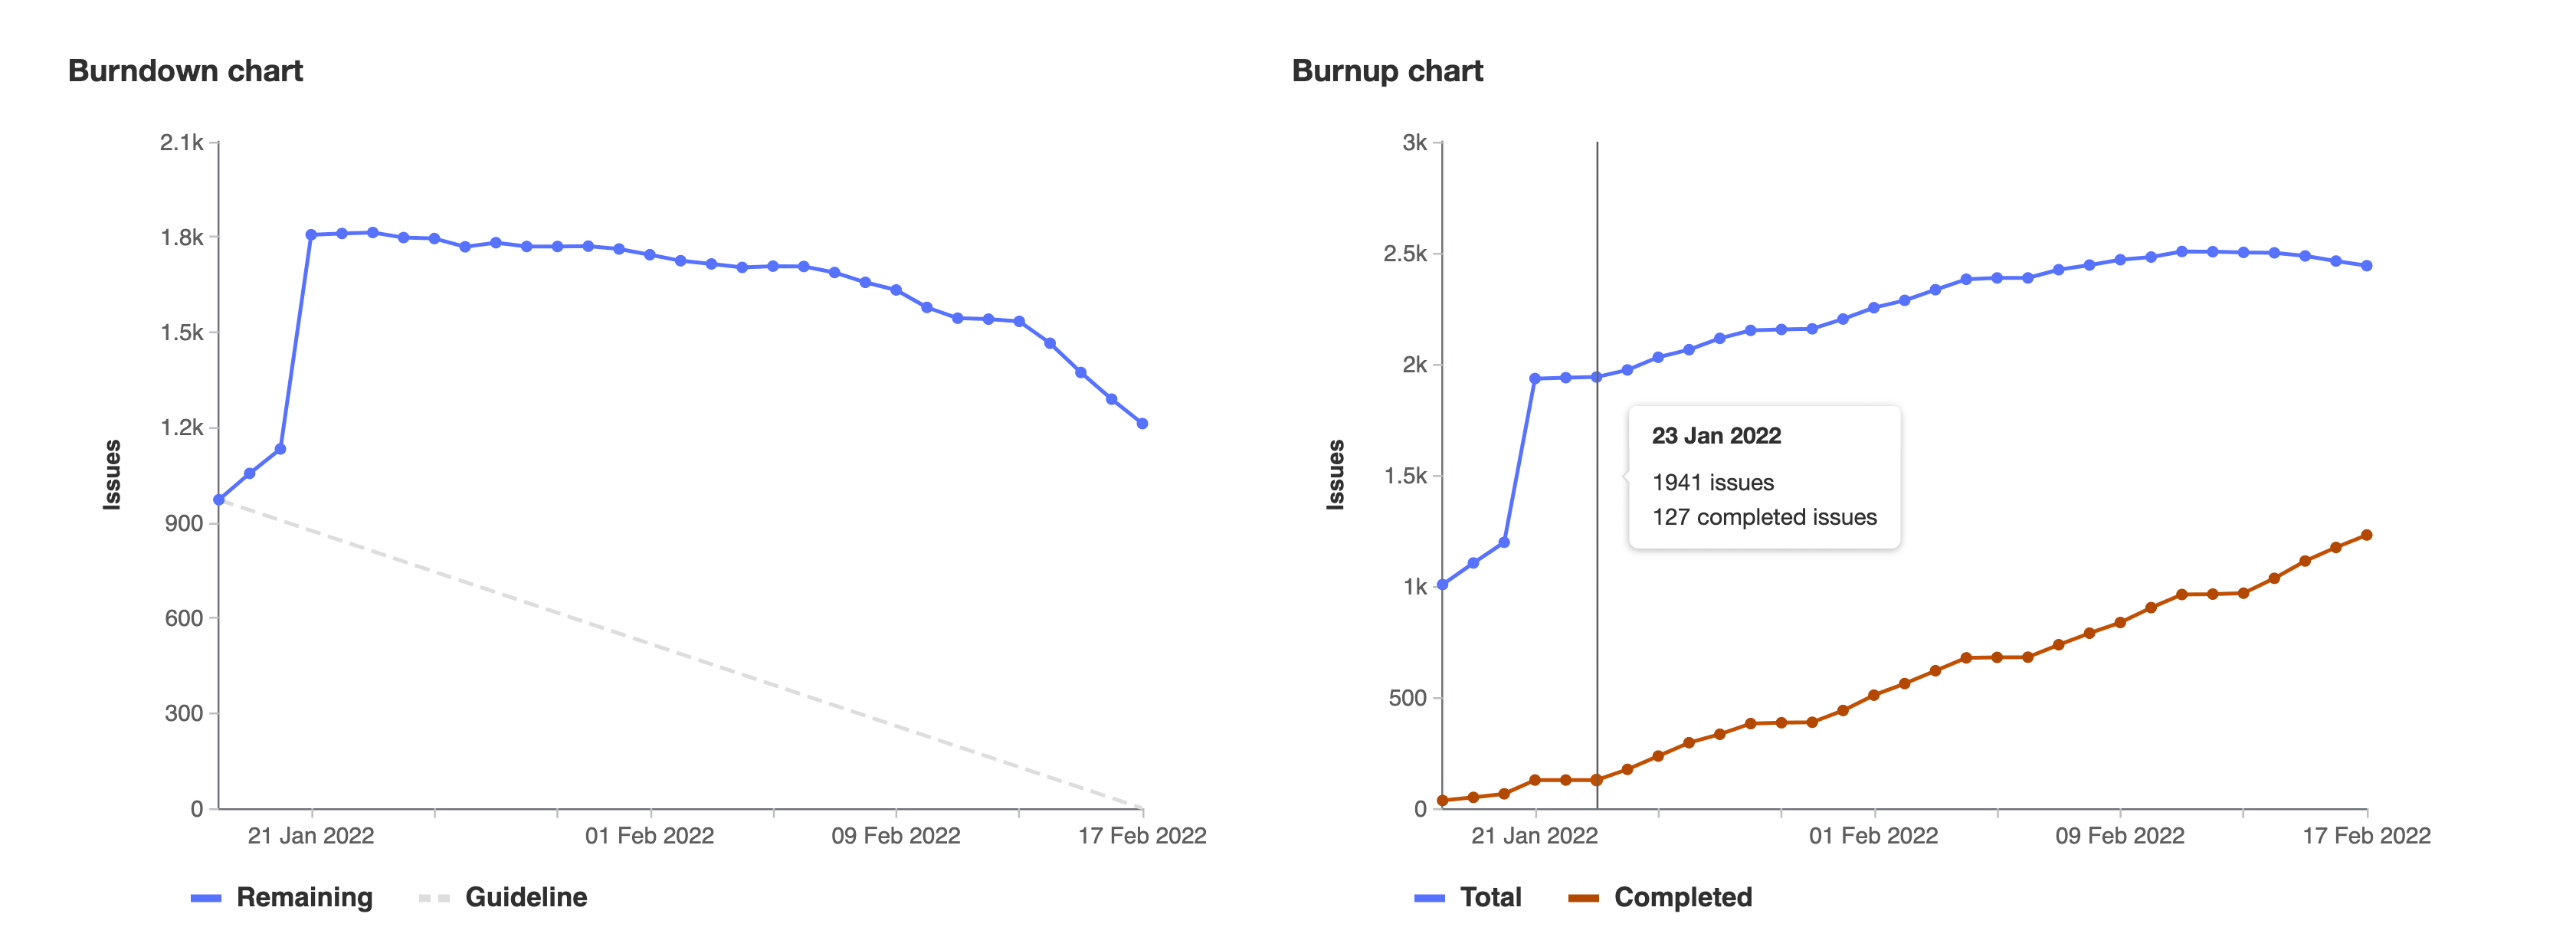 Burndown chart
2.1k
1.8k
1.5k
1.2k
900
600
300
0
Issues
21 Jan 2022
01 Feb 2022
09 Feb 2022
17 Feb 2022
Remaining
Guideline
Burnup chart
3k
2.5k
2k
1.5k
1k
500
0
Issues
23 Jan 2022
1941 issues
127 completed issues
21 Jan 2022
01 Feb 2022
09 Feb 2022
17 Feb 2022
Total
Completed